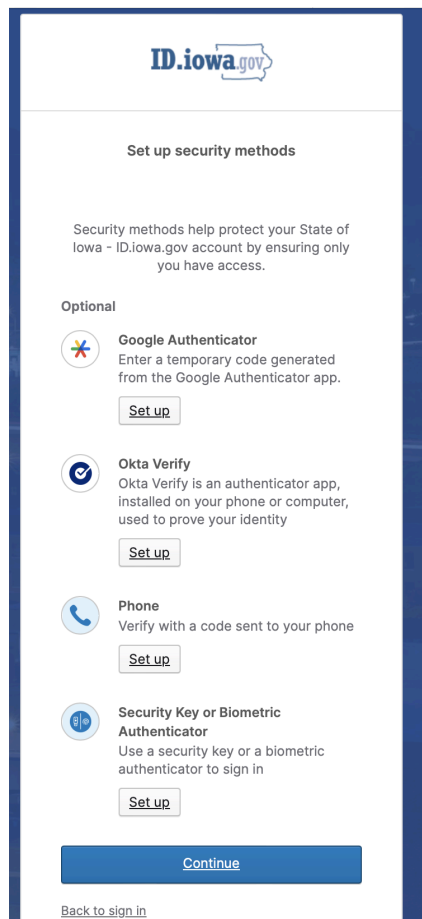 ID.iowa.gov
Set up security methods
Security methods help protect your State of
Iowa - ID.iowa.gov account by ensuring only
you have access.
Optional
Google Authenticator
Enter a temporary code generated
from the Google Authenticator app.
Set up
Okta Verify
Okta Verify is an authenticator app,
installed on your phone or computer,
used to prove your identity
Set up
Phone
Verify with a code sent to your phone
Set up
Security Key or Biometric
Authenticator
Use a security key or a biometric
authenticator to sign in
Set up
Continue
Back to sign in